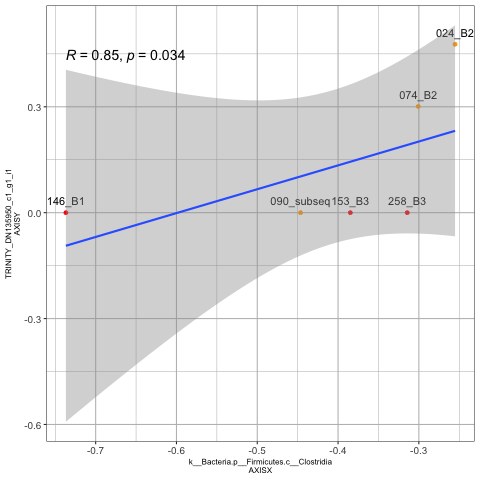 024_B2
R = 0.85, p = 0.034
074_B2
0.3
146_B1
090_subseq
153_B3
258_B3
0.0
-0.3
-0.6
TRINITY_DN135950_c1_g1_i1
AXISY
-0.7
-0.6
-0.5
-0.4
-0.3
k__Bacteria.p__Firmicutes.c__Clostridia
AXISX